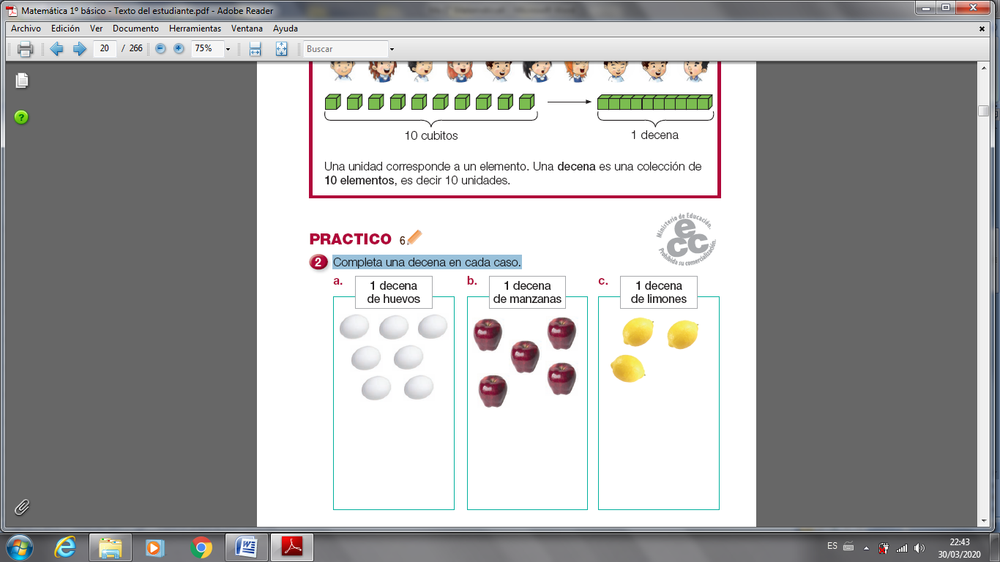 Matemática 1º básico - Texto del estudiante.pdf - Adobe Reader
Archivo Edición Ver Documento Herramientas Ventana Ayuda
20 / 266 75% Buscar
10 cubitos 1 decena
Una unidad corresponde a un elemento. Una decena es una colección de
10 elementos, es decir 10 unidades.
Ministerio de Educación.
ecc
Prohibida su comercialización.
PRACTICO 6
2 Completa una decena en cada caso.
a. 1 decena
de huevos
b. 1 decena
de manzanas
c. 1 decena
de limones
ES 22:43
30/03/2020